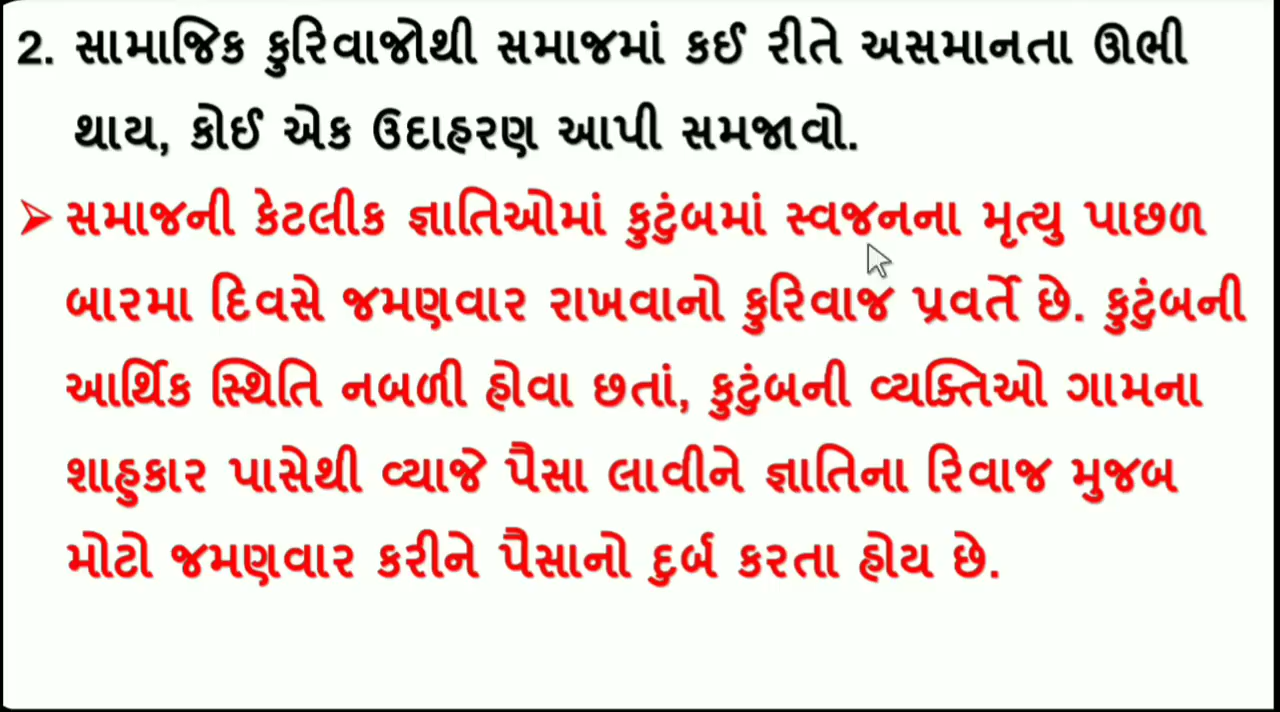 2. સામાજિક કુરિવાજોથી સમાજમાં કઈ રીતે અસમાનતા ઊભી
થાય, કોઈ એક ઉદાહરણ આપી સમજાવો.
➢ સમાજની કેટલીક જ્ઞાતિઓમાં કુટુંબમાં સ્વજનના મૃત્યુ પાછળ
બારમા દિવસે જમણવાર રાખવાનો કુરિવાજ પ્રવર્તે છે. કુટુંબની
આર્થિક સ્થિતિ નબળી હોવા છતાં, કુટુંબની વ્યક્તિઓ ગામના
શાહુકાર પાસેથી વ્યાજે પૈસા લાવીને જ્ઞાતિના રિવાજ મુજબ
મોટો જમણવાર કરીને પૈસાનો દુર્બ કરતા હોય છે.